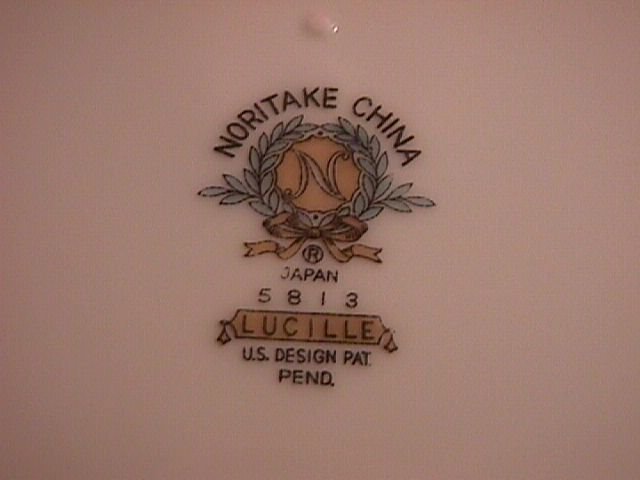 NORITAKE CHINA
N
®
JAPAN
5813
LUCILLE
U.S. DESIGN PAT.
PEND.